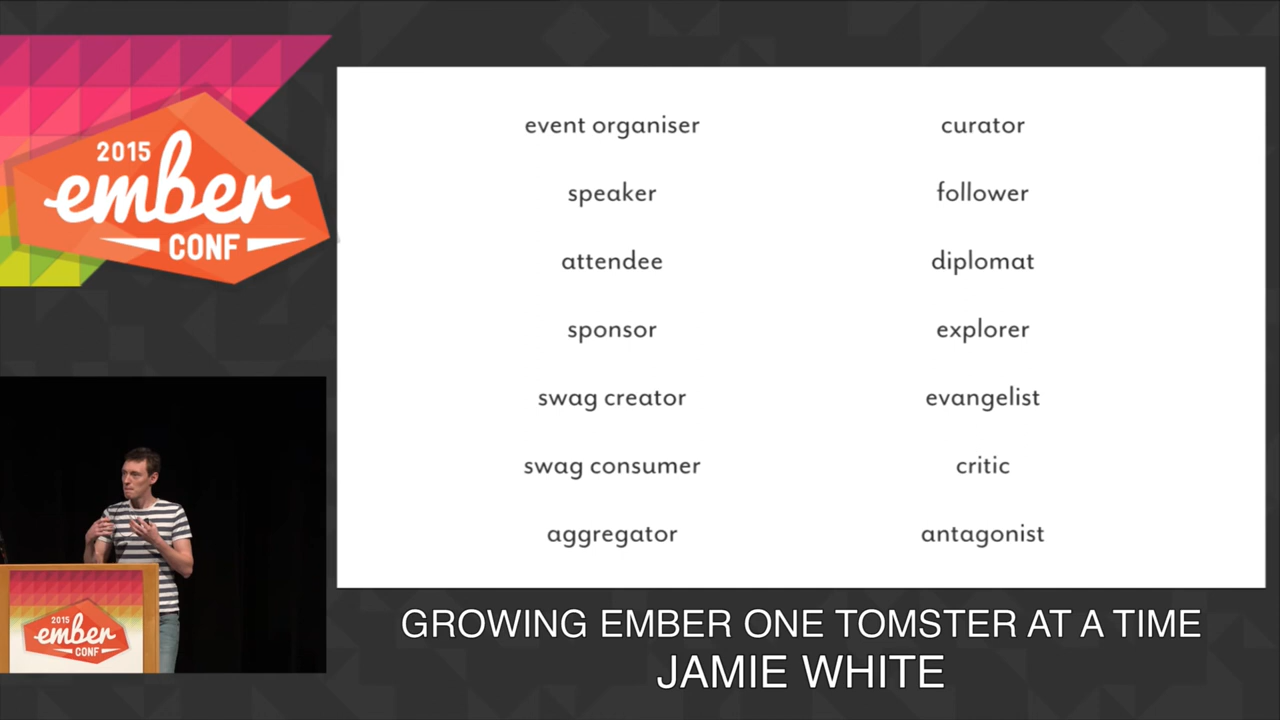 2015
ember
CONF
event organiser
speaker
attendee
sponsor
swag creator
swag consumer
aggregator
curator
follower
diplomat
explorer
evangelist
critic
antagonist
2015
ember
CONF
GROWING EMBER ONE TOMSTER AT A TIME
JAMIE WHITE